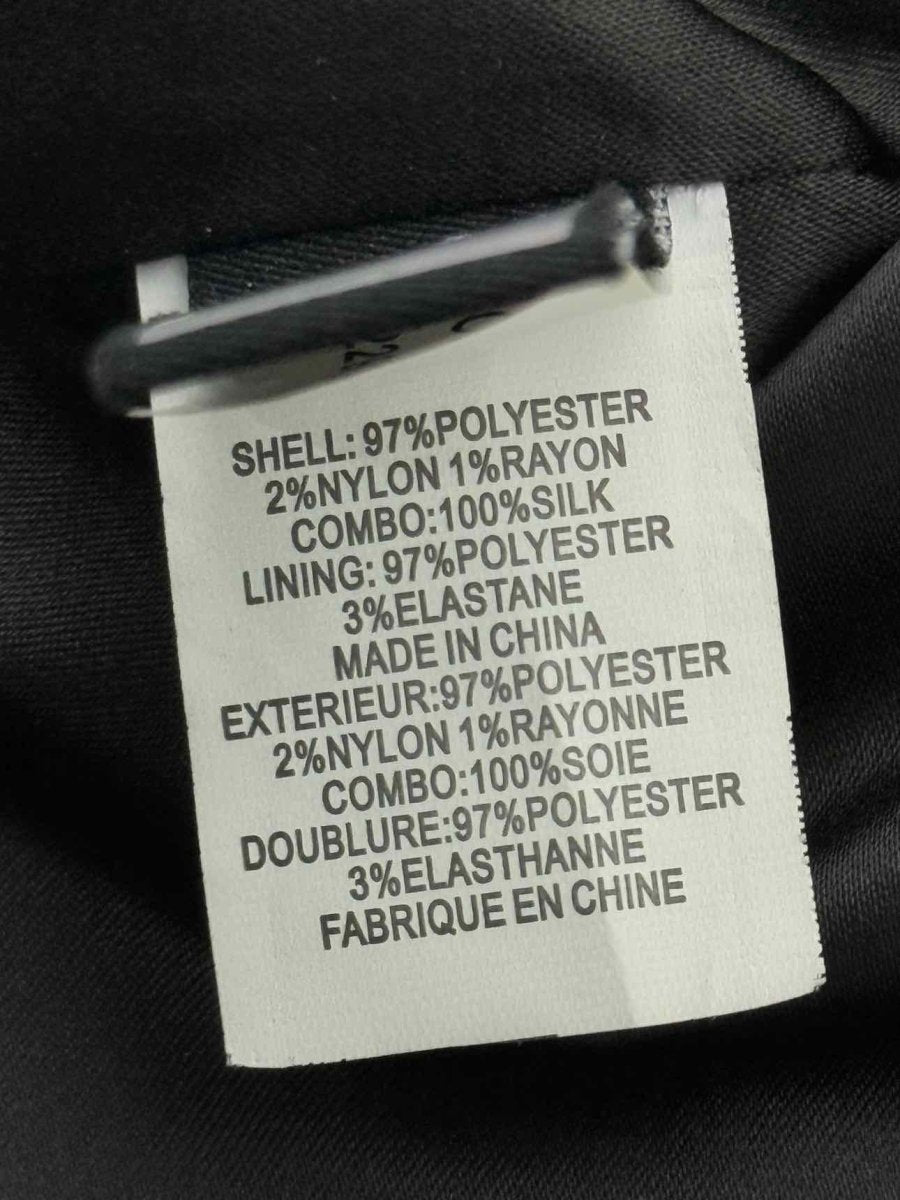 SHELL: 97%POLYESTER
2%NYLON 1%RAYON
COMBO:100%SILK
LINING: 97%POLYESTER
3%ELASTANE
MADE IN CHINA
EXTERIEUR:97%POLYESTER
2%NYLON 1%RAYONNE
COMBO:100%SOIE
DOUBLURE:97%POLYESTER
3%ELASTHANNE
FABRIQUE EN CHINE